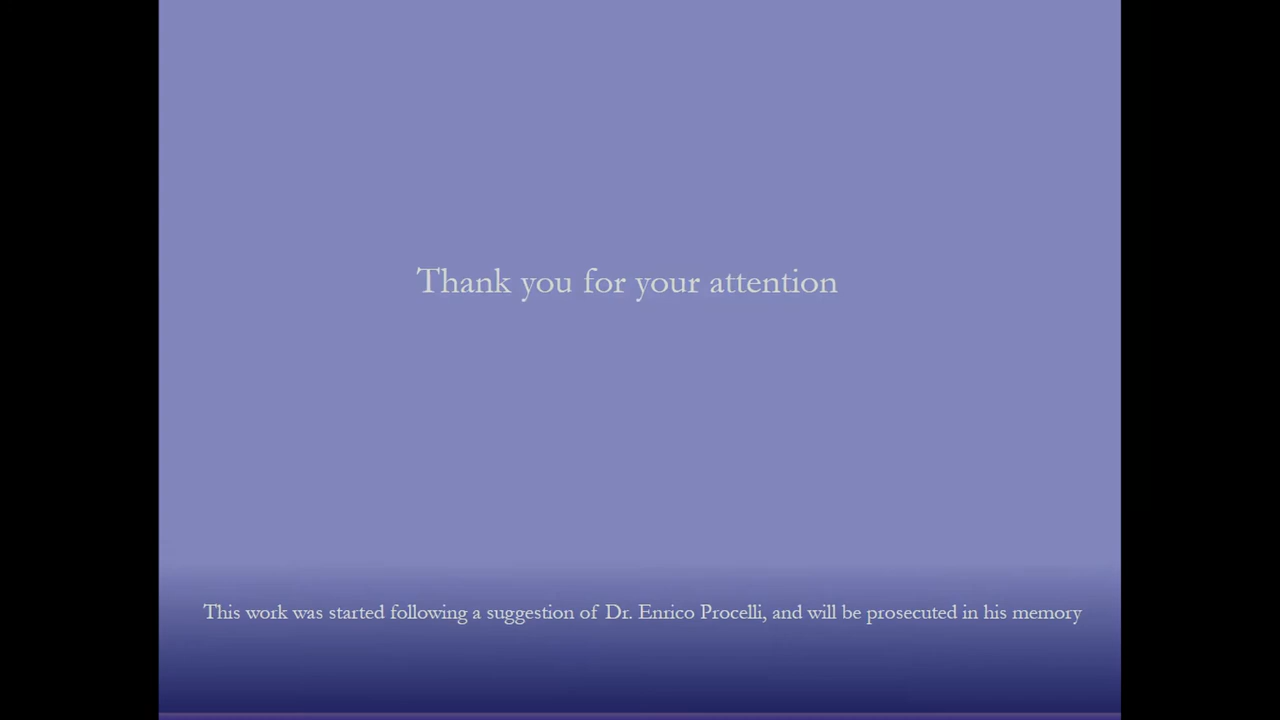 Thank you for your attention
This work was started following a suggestion of Dr. Enrico Procelli, and will be prosecuted in his memory